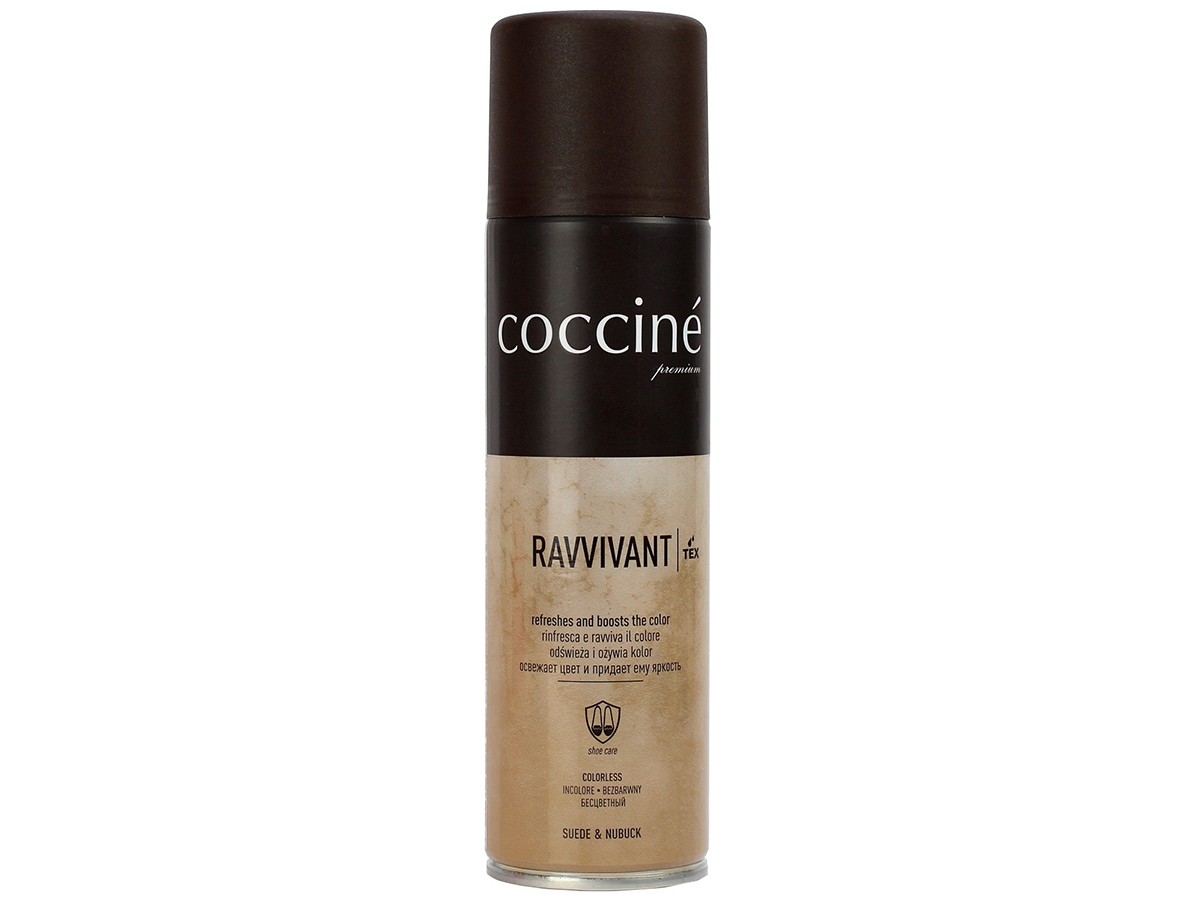 cocciné
premium
RAVVIVANT | TEX
refreshes and boosts the color
rinfresca e ravviva il colore
odświeża i ożywia kolor
освежает цвет и придает ему яркость
shoe care
COLORLESS
INCOLORE • BEZBARWNY
БЕСЦВЕТНЫЙ
SUEDE & NUBUCK